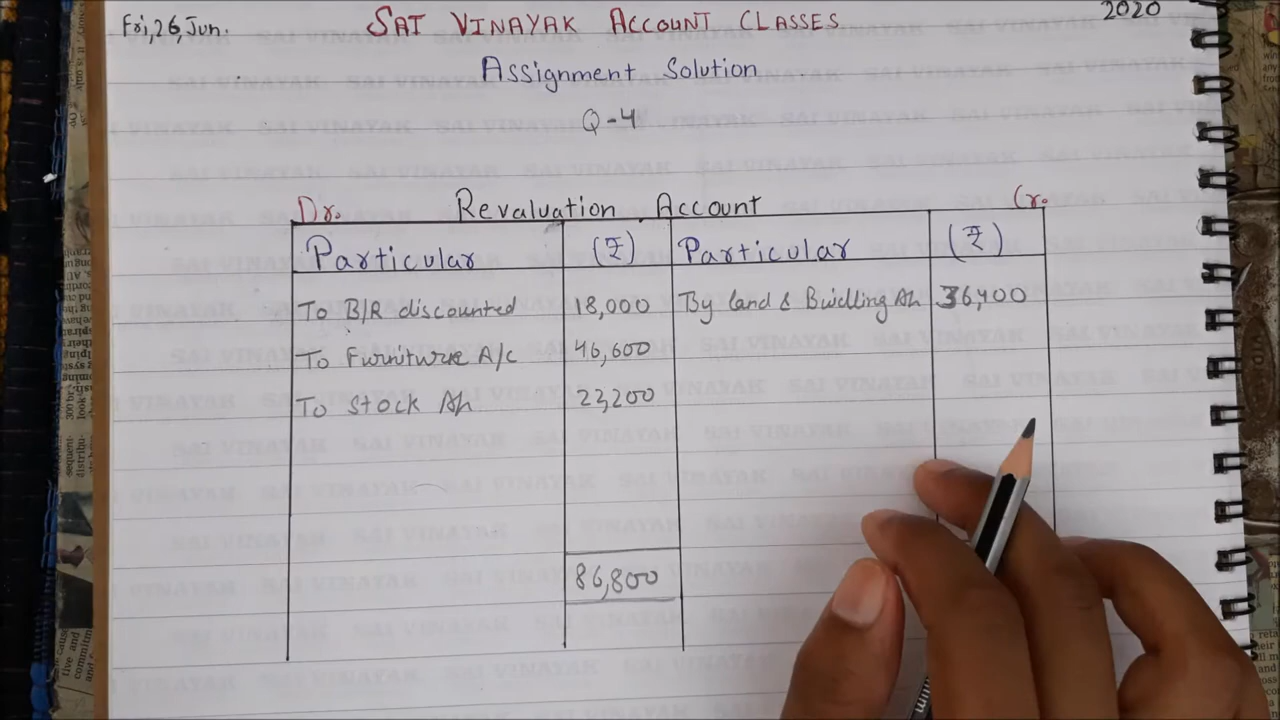 Fri, 26, Jun. SAI VINAYAK ACCOUNT CLASSES 2020
Assignment Solution
Q-4
Dr. Revaluation Account Cr.
Particular (₹) Particular (₹)
To B/R discounted 18,000 By land & Buidling A/c 36,400
To Furniture A/c 46,600
To stock A/c 22,200
86,800